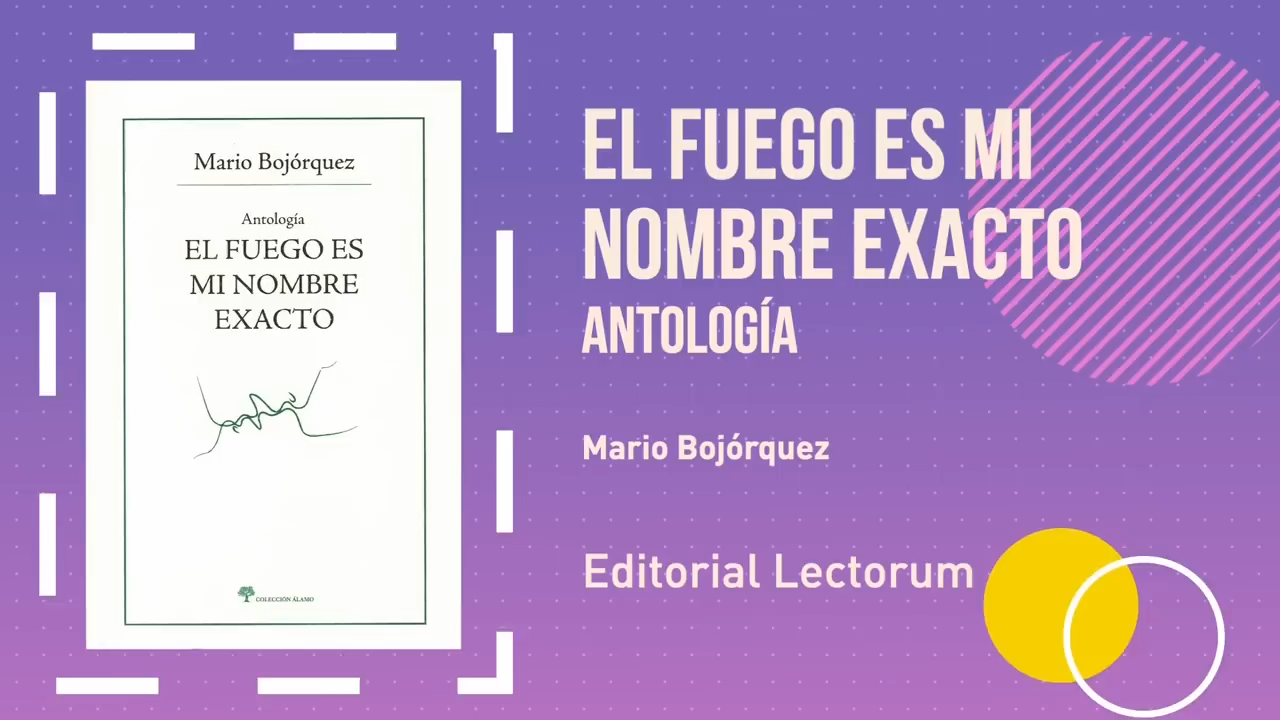 Mario Bojórquez
Antología
EL FUEGO ES
MI NOMBRE
EXACTO
COLECCIÓN ÁLAMO
EL FUEGO ES MI
NOMBRE EXACTO
ANTOLOGÍA
Mario Bojórquez
Editorial Lectorum